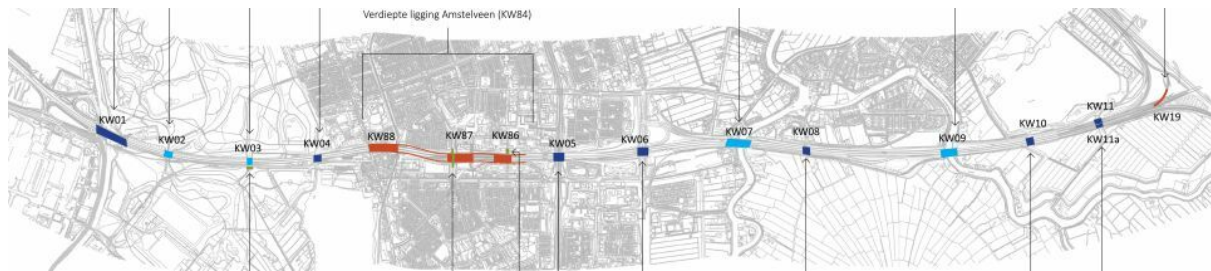 Verdiepte ligging Amstelveen (KW84)
KW01
KW02
KW03
KW04
KW88
KW87
KW86
KW05
KW06
KW07
KW08
KW09
KW10
KW11
KW11a
KW19